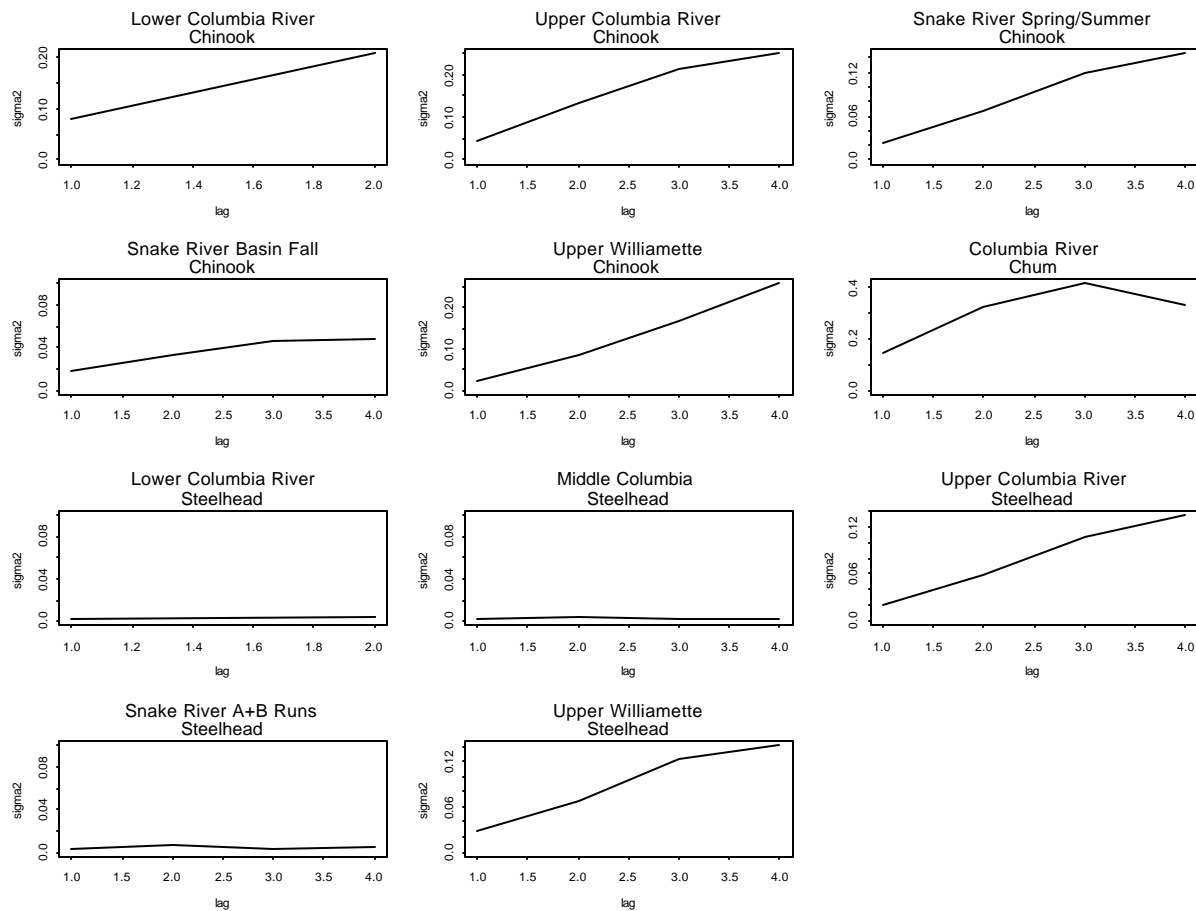 Lower Columbia River
Chinook
sigma2
0.0 0.10 0.20
1.0 1.2 1.4 1.6 1.8 2.0
lag
Upper Columbia River
Chinook
sigma2
0.0 0.10 0.20
1.0 1.5 2.0 2.5 3.0 3.5 4.0
lag
Snake River Spring/Summer
Chinook
sigma2
0.0 0.06 0.12
1.0 1.5 2.0 2.5 3.0 3.5 4.0
lag
Snake River Basin Fall
Chinook
sigma2
0.0 0.04 0.08
1.0 1.5 2.0 2.5 3.0 3.5 4.0
lag
Upper Williamette
Chinook
sigma2
0.0 0.10 0.20
1.0 1.5 2.0 2.5 3.0 3.5 4.0
lag
Columbia River
Chum
sigma2
0.0 0.2 0.4
1.0 1.5 2.0 2.5 3.0 3.5 4.0
lag
Lower Columbia River
Steelhead
sigma2
0.0 0.04 0.08
1.0 1.2 1.4 1.6 1.8 2.0
lag
Middle Columbia
Steelhead
sigma2
0.0 0.04 0.08
1.0 1.5 2.0 2.5 3.0 3.5 4.0
lag
Upper Columbia River
Steelhead
sigma2
0.0 0.06 0.12
1.0 1.5 2.0 2.5 3.0 3.5 4.0
lag
Snake River A+B Runs
Steelhead
sigma2
0.0 0.04 0.08
1.0 1.5 2.0 2.5 3.0 3.5 4.0
lag
Upper Williamette
Steelhead
sigma2
0.0 0.06 0.12
1.0 1.5 2.0 2.5 3.0 3.5 4.0
lag